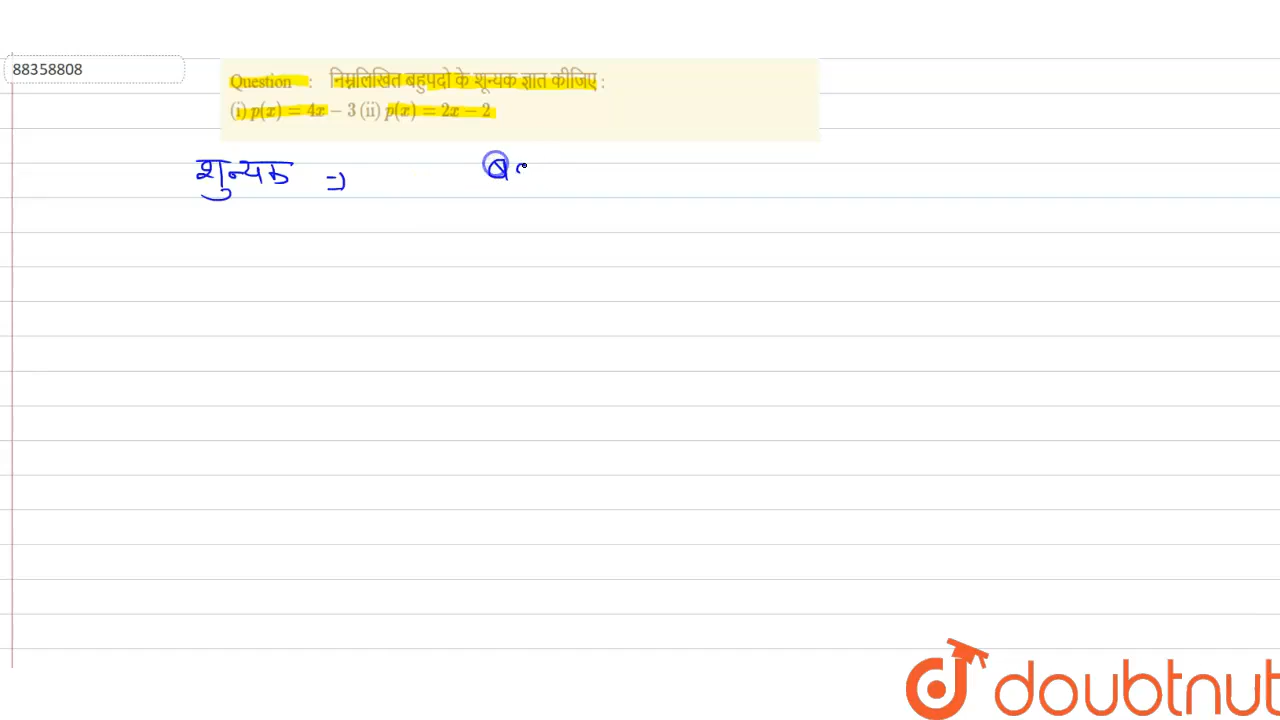 88358808
Question : निम्नलिखित बहुपदो के शून्यक ज्ञात कीजिए :
(i) p(x) = 4x − 3 (ii) p(x) = 2x − 2
शुन्यक => ब
doubtnut